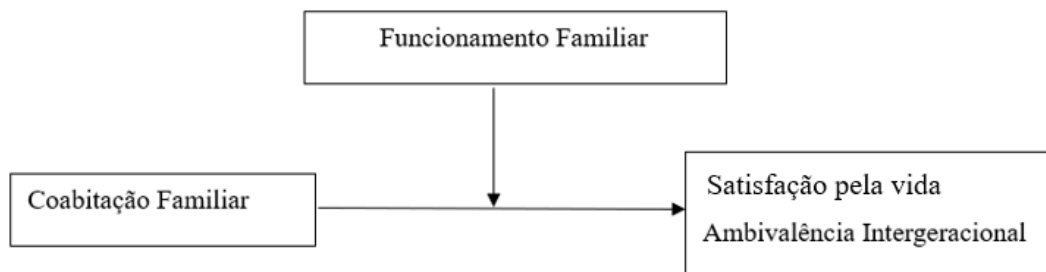 Funcionamento Familiar
Coabitação Familiar
Satisfação pela vida
Ambivalência Intergeracional